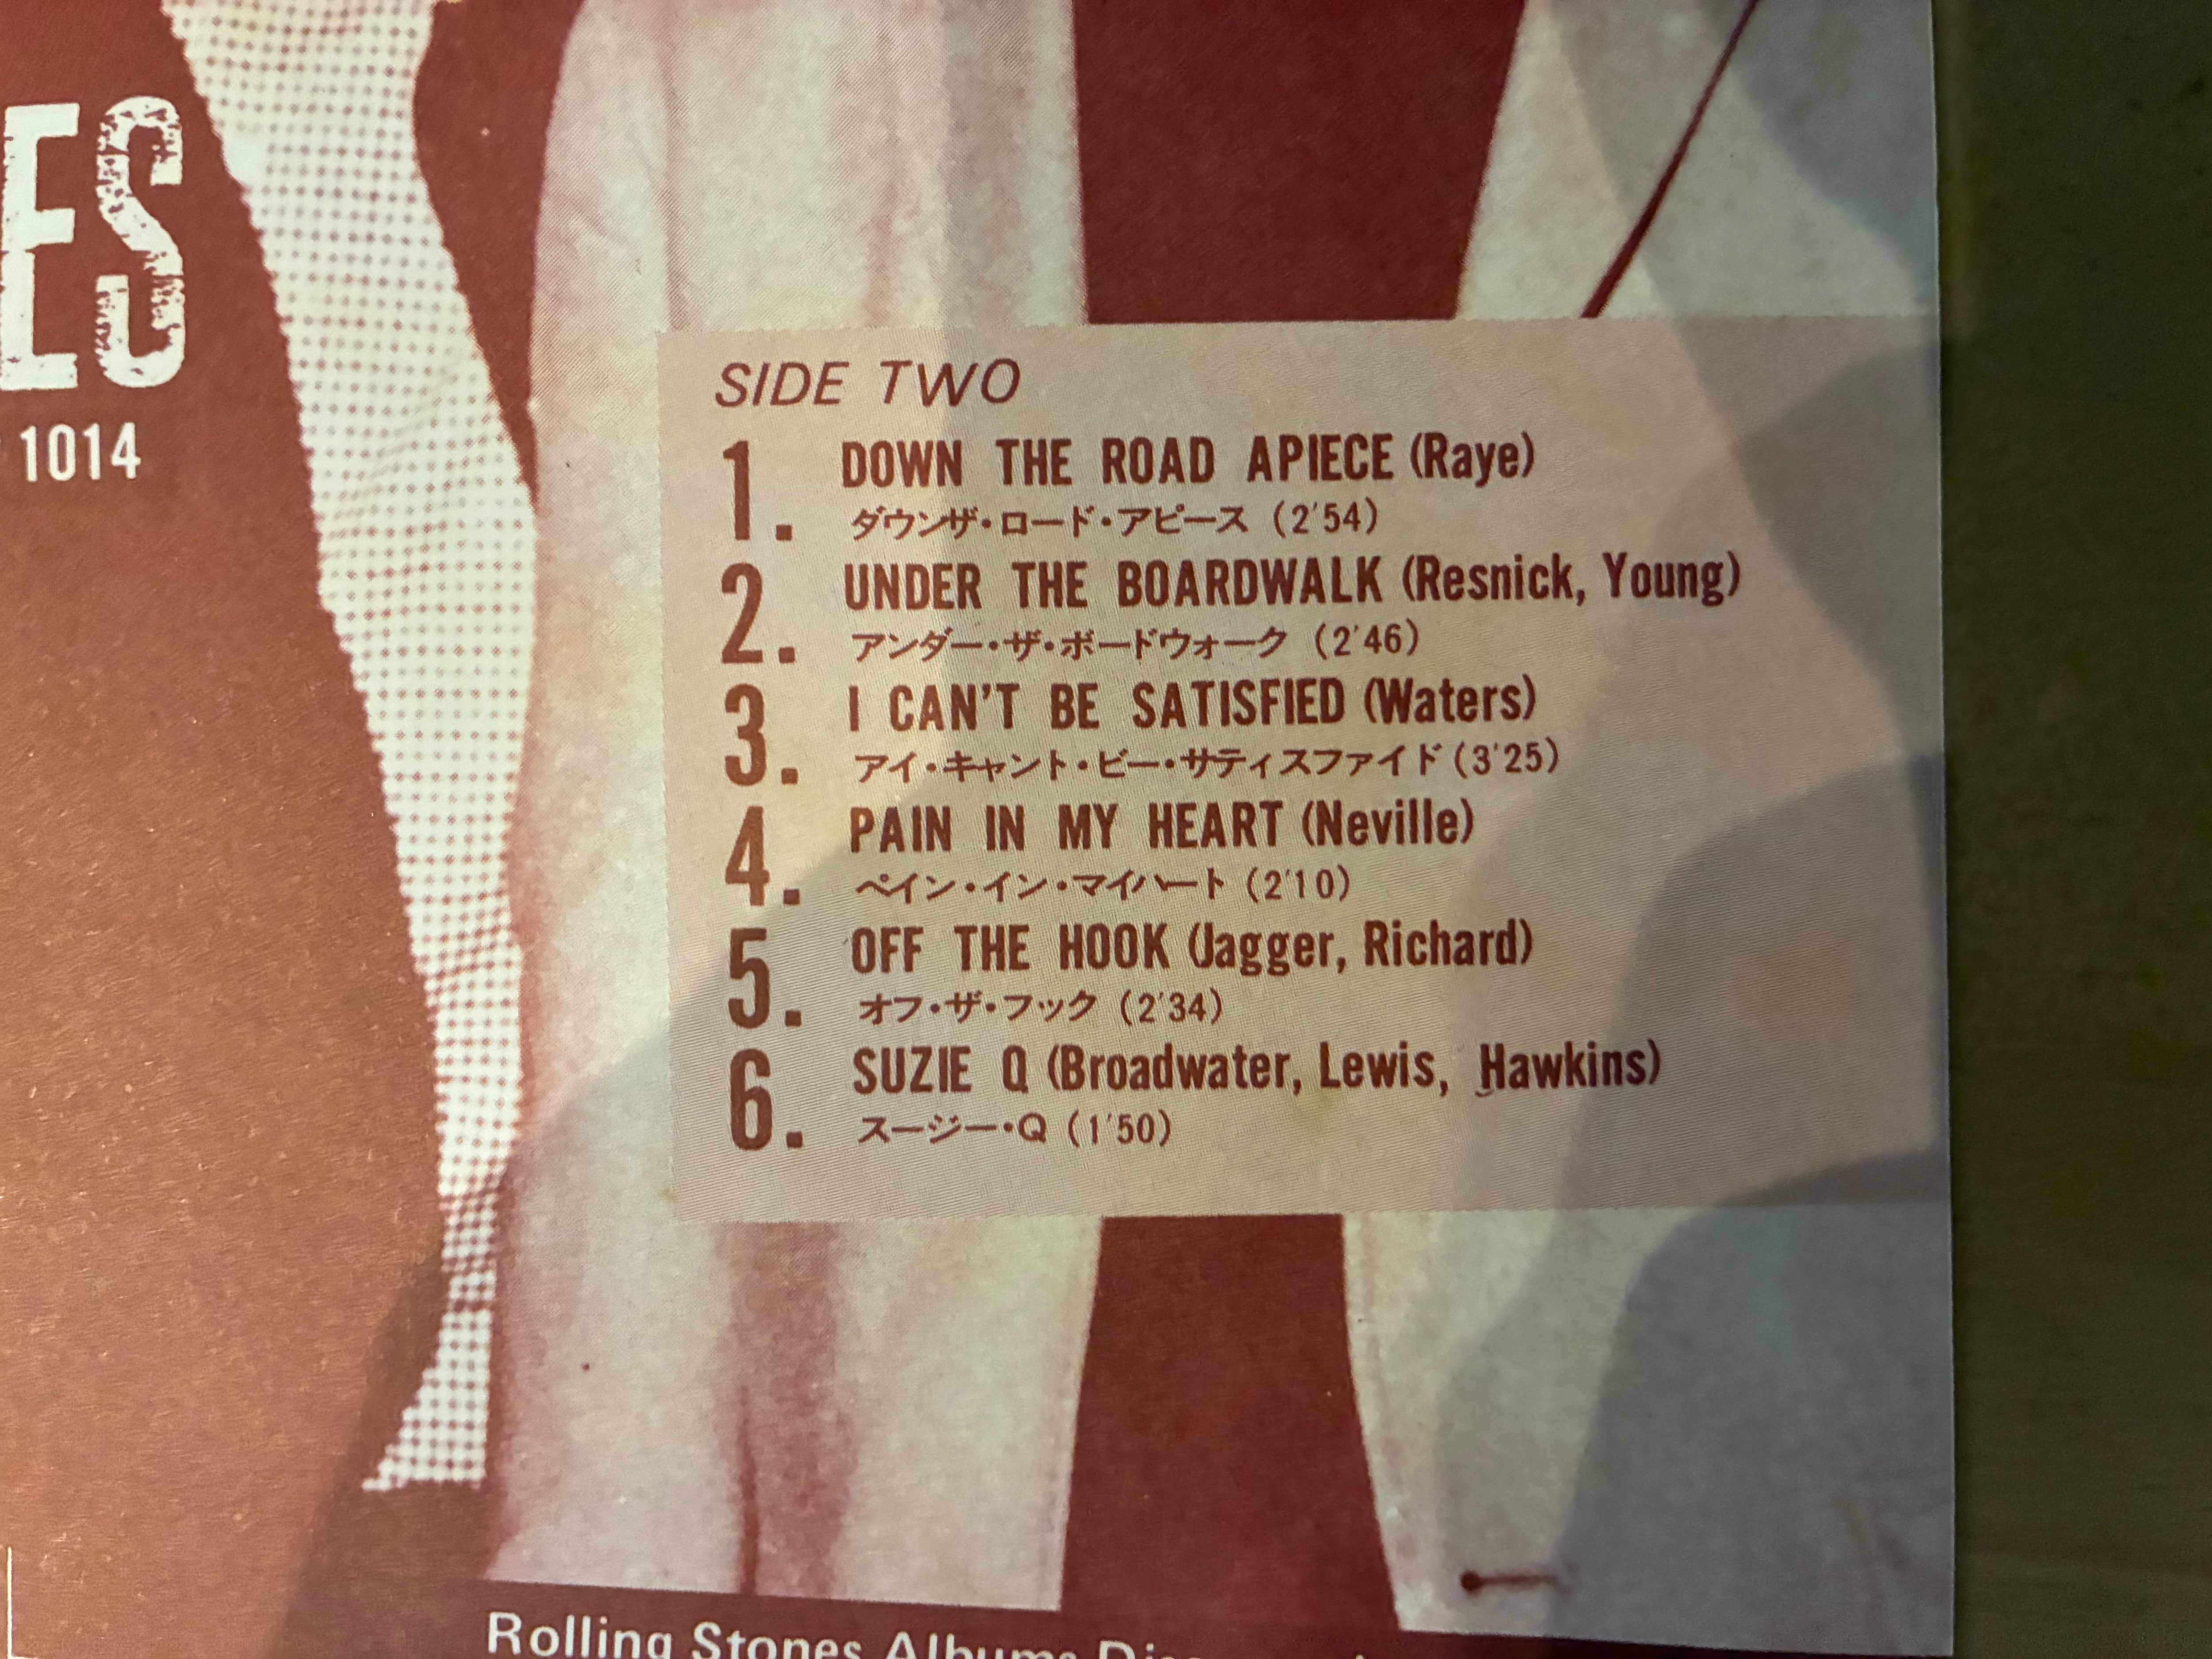 ES
1014
SIDE TWO
1. DOWN THE ROAD APIECE (Raye)
ダウンザ・ロード・アピース (2'54)
2. UNDER THE BOARDWALK (Resnick, Young)
アンダー・ザ・ボードウォーク (2'46)
3. I CAN'T BE SATISFIED (Waters)
アイ・キャント・ビー・サティスファイド (3'25)
4. PAIN IN MY HEART (Neville)
ペイン・イン・マイハート (2'10)
5. OFF THE HOOK (Jagger, Richard)
オフ・ザ・フック (2'34)
6. SUZIE Q (Broadwater, Lewis, Hawkins)
スージー・Q (1'50)
Rolling Stones Albums